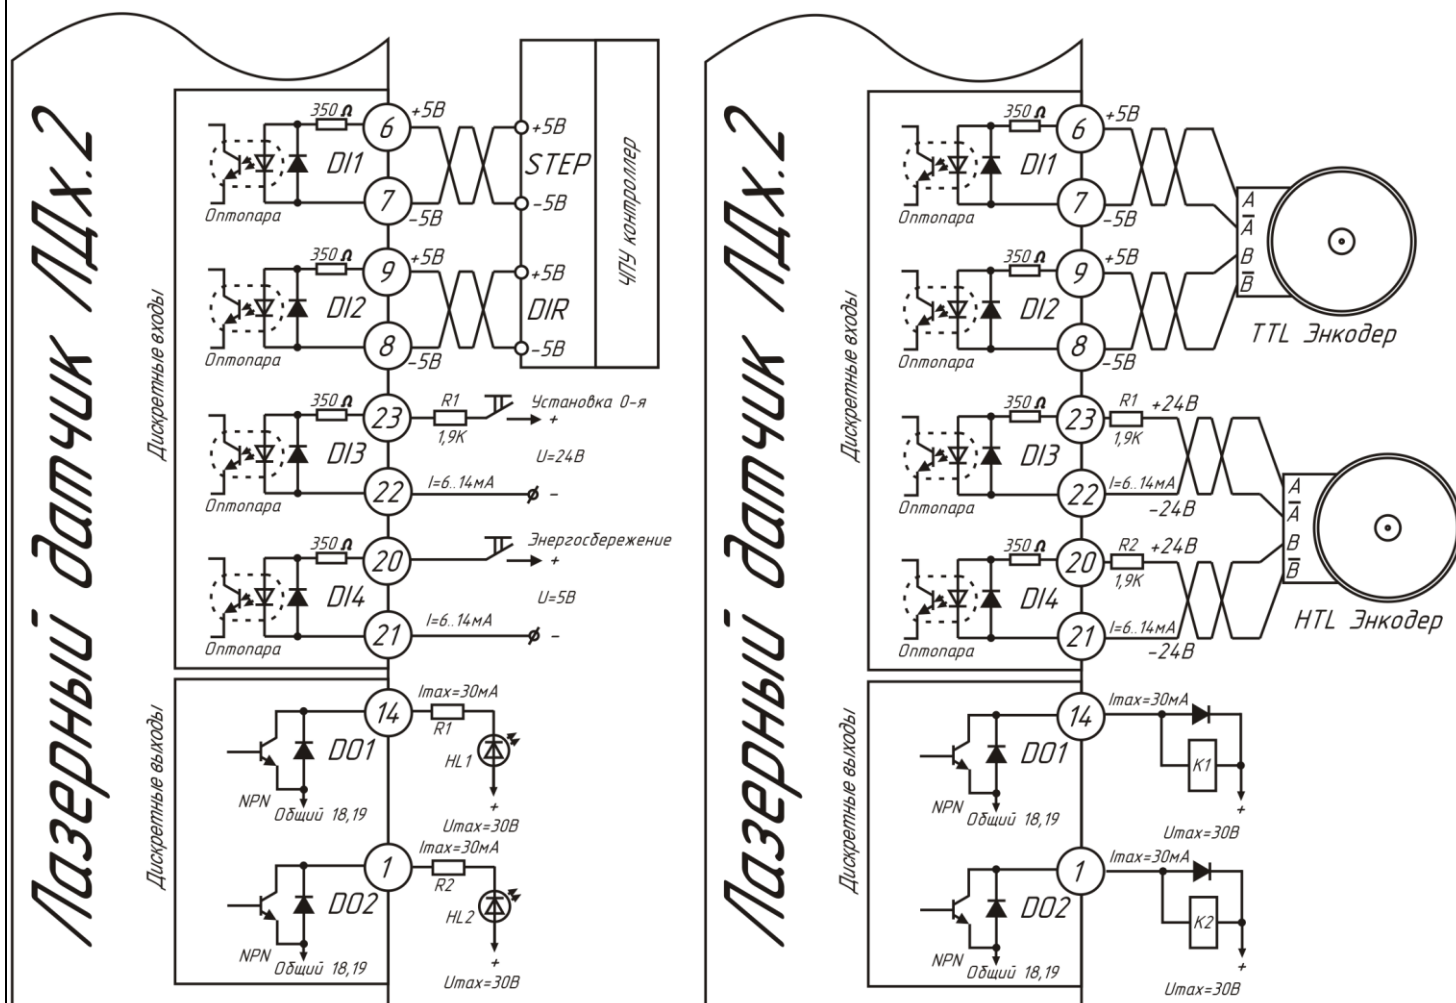 Лазерный датчик ЛДх.2
Дискретные входы
350 Ω
6
+5В
DI1
7
-5В
Оптопара
350 Ω
9
+5В
DI2
8
-5В
Оптопара
+5В
STEP
-5В
+5В
DIR
-5В
ЧПУ контроллер
350 Ω
23
R1
1,9К
Установка 0-я
+
DI3
U=24В
22
I=6..14мА
-
Оптопара
350 Ω
20
Энергосбережение
+
DI4
U=5В
21
I=6..14мА
-
Оптопара
Дискретные выходы
14
Imax=30мА
R1
DO1
HL1
NPN
Общий 18,19
+
Umax=30В
1
Imax=30мА
R2
DO2
HL2
NPN
Общий 18,19
+
Umax=30В
Лазерный датчик ЛДх.2
Дискретные входы
350 Ω
6
+5В
DI1
7
-5В
Оптопара
350 Ω
9
+5В
DI2
8
-5В
Оптопара
A
A̅
B
B̅
TTL Энкодер
350 Ω
23
R1
+24В
1,9К
DI3
22
I=6..14мА
-24В
Оптопара
350 Ω
20
R2
+24В
1,9К
DI4
21
I=6..14мА
-24В
Оптопара
A
A̅
B
B̅
HTL Энкодер
Дискретные выходы
14
Imax=30мА
DO1
K1
NPN
Общий 18,19
+
Umax=30В
1
Imax=30мА
DO2
K2
NPN
Общий 18,19
+
Umax=30В